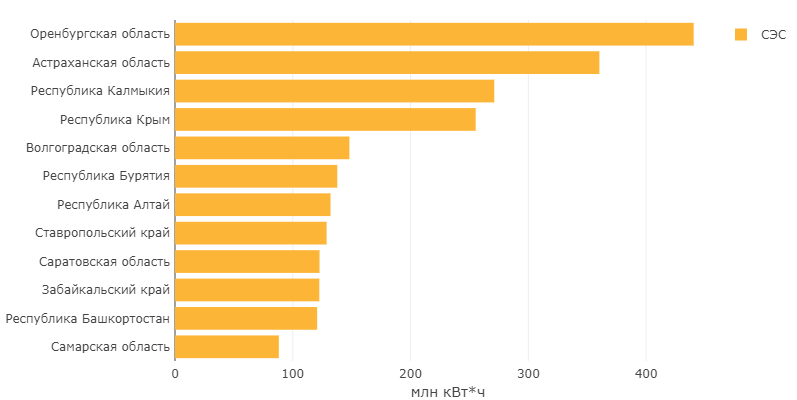 Оренбургская область
СЭС
Астраханская область
Республика Калмыкия
Республика Крым
Волгоградская область
Республика Бурятия
Республика Алтай
Ставропольский край
Саратовская область
Забайкальский край
Республика Башкортостан
Самарская область
0 100 200 300 400
млн кВт*ч